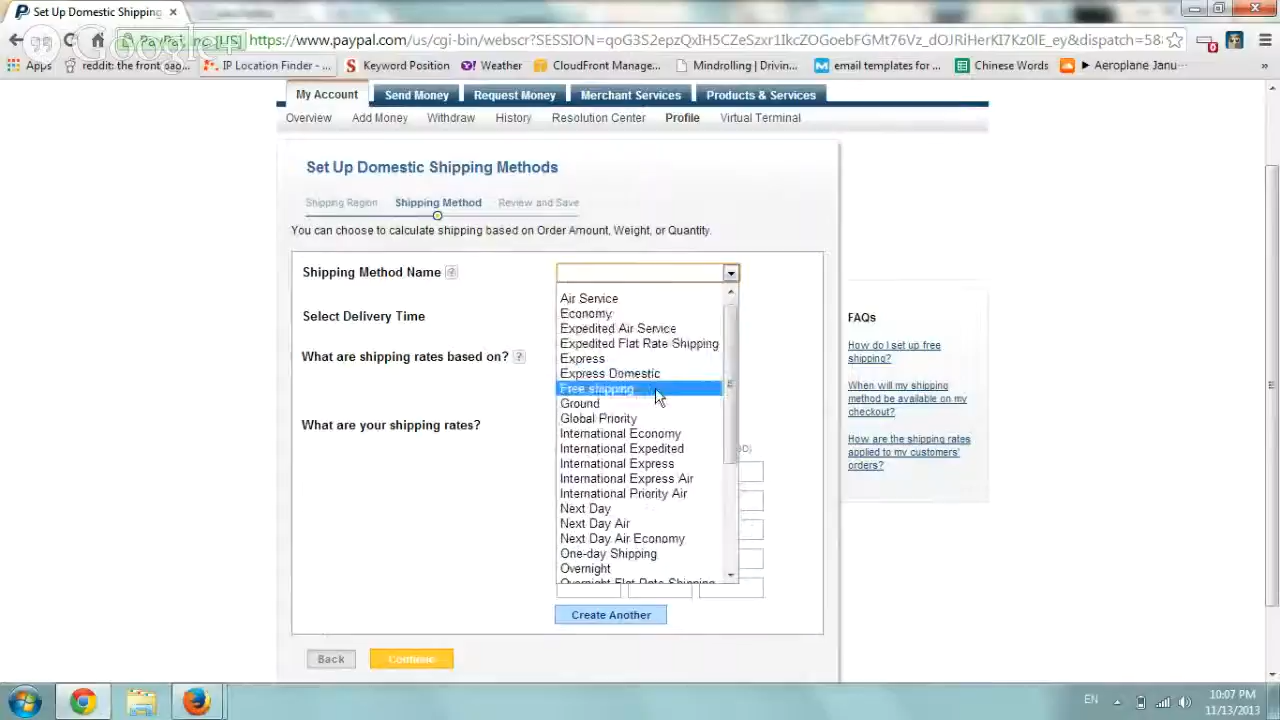 Set Up Domestic Shipping
Google+
PayPal, [US] https://www.paypal.com/us/cgi-bin/webscr?SESSION=qoG3S2epzQxIH5CZeSzxr1IkcZOGoebFGMt76Vz_dOJRiHerKI7Kz0IE_ey&dispatch=58
6
Apps reddit: the front pag... IP Location Finder - ... Keyword Position Weather CloudFront Manage... Mindrolling | Drivin... email templates for ... Chinese Words ► Aeroplane Janu... »
My Account Send Money Request Money Merchant Services Products & Services
Overview Add Money Withdraw History Resolution Center Profile Virtual Terminal
Set Up Domestic Shipping Methods
Shipping Region Shipping Method Review and Save
You can choose to calculate shipping based on Order Amount, Weight, or Quantity.
Shipping Method Name ?
Select Delivery Time
What are shipping rates based on? ?
What are your shipping rates?
Air Service
Economy
Expedited Air Service
Expedited Flat Rate Shipping
Express
Express Domestic
Free shipping
Ground
Global Priority
International Economy
International Expedited
International Express
International Express Air
International Priority Air
Next Day
Next Day Air
Next Day Air Economy
One-day Shipping
Overnight
Overnight Flat Rate Shipping
Create Another
Back Continue
FAQs
How do I set up free
shipping?
When will my shipping
method be available on my
checkout?
How are the shipping rates
applied to my customers'
orders?
EN
10:07 PM
11/13/2013